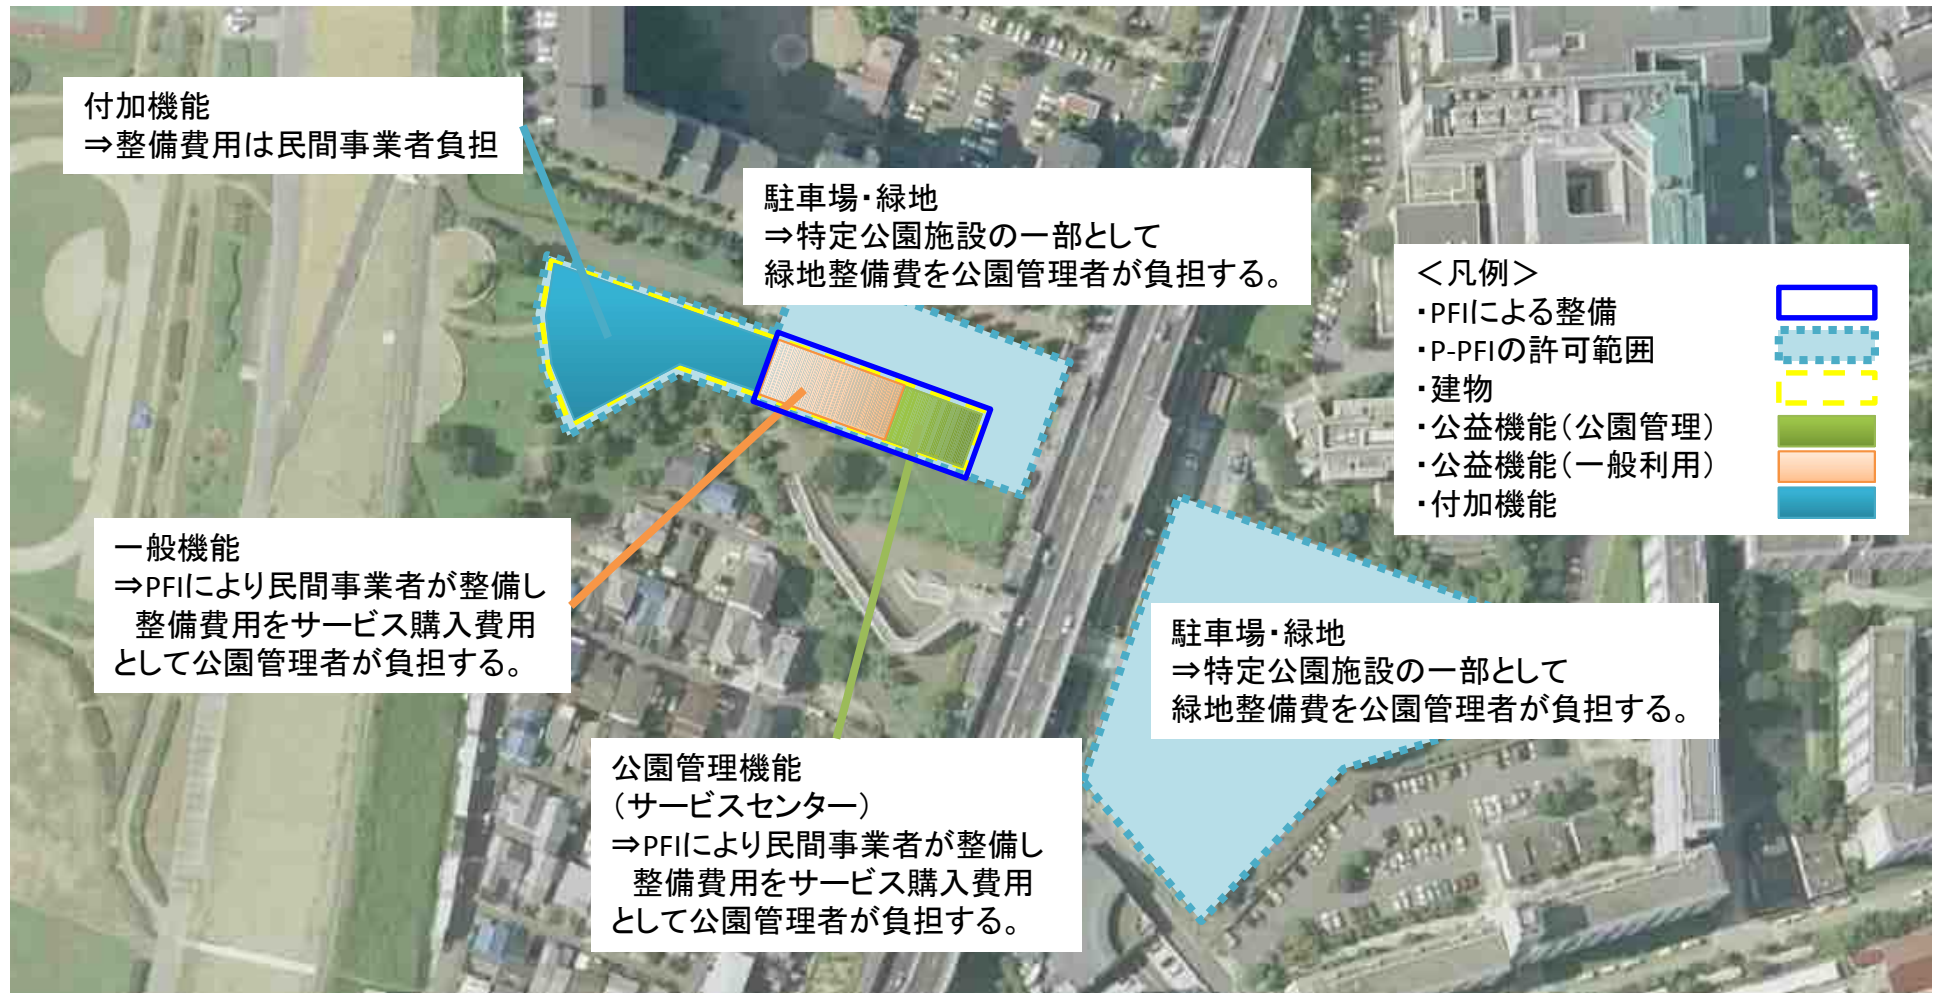 付加機能
⇒整備費用は民間事業者負担
駐車場・緑地
⇒特定公園施設の一部として
緑地整備費を公園管理者が負担する。
＜凡例＞
・PFIによる整備
・P-PFIの許可範囲
・建物
・公益機能（公園管理）
・公益機能（一般利用）
・付加機能
一般機能
⇒PFIにより民間事業者が整備し
整備費用をサービス購入費用
として公園管理者が負担する。
駐車場・緑地
⇒特定公園施設の一部として
緑地整備費を公園管理者が負担する。
公園管理機能
（サービスセンター）
⇒PFIにより民間事業者が整備し
整備費用をサービス購入費用
として公園管理者が負担する。